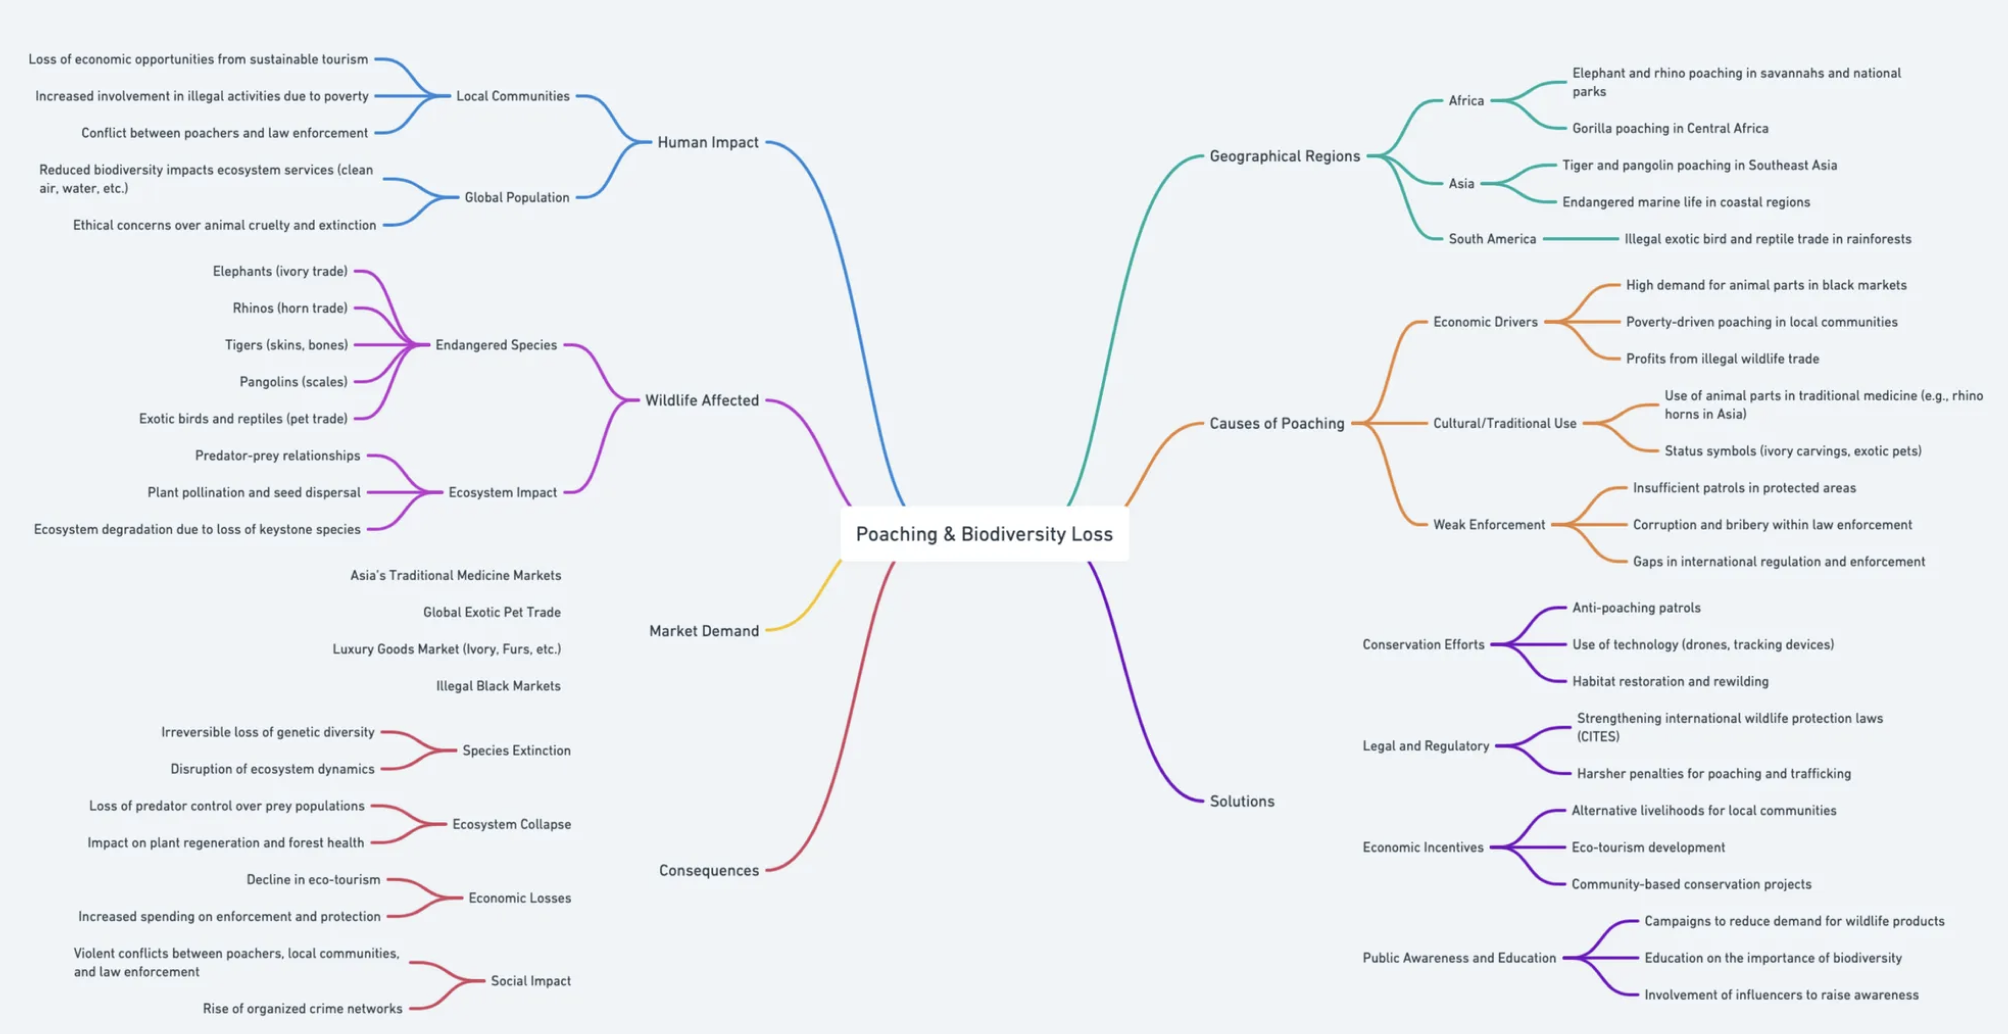 Poaching & Biodiversity Loss
Human Impact
Local Communities
Loss of economic opportunities from sustainable tourism
Increased involvement in illegal activities due to poverty
Conflict between poachers and law enforcement
Global Population
Reduced biodiversity impacts ecosystem services (clean
air, water, etc.)
Ethical concerns over animal cruelty and extinction
Wildlife Affected
Endangered Species
Elephants (ivory trade)
Rhinos (horn trade)
Tigers (skins, bones)
Pangolins (scales)
Exotic birds and reptiles (pet trade)
Ecosystem Impact
Predator-prey relationships
Plant pollination and seed dispersal
Ecosystem degradation due to loss of keystone species
Market Demand
Asia's Traditional Medicine Markets
Global Exotic Pet Trade
Luxury Goods Market (Ivory, Furs, etc.)
Illegal Black Markets
Consequences
Species Extinction
Irreversible loss of genetic diversity
Disruption of ecosystem dynamics
Ecosystem Collapse
Loss of predator control over prey populations
Impact on plant regeneration and forest health
Economic Losses
Decline in eco-tourism
Increased spending on enforcement and protection
Social Impact
Violent conflicts between poachers, local communities,
and law enforcement
Rise of organized crime networks
Geographical Regions
Africa
Elephant and rhino poaching in savannahs and national
parks
Gorilla poaching in Central Africa
Asia
Tiger and pangolin poaching in Southeast Asia
Endangered marine life in coastal regions
South America
Illegal exotic bird and reptile trade in rainforests
Causes of Poaching
Economic Drivers
High demand for animal parts in black markets
Poverty-driven poaching in local communities
Profits from illegal wildlife trade
Cultural/Traditional Use
Use of animal parts in traditional medicine (e.g., rhino
horns in Asia)
Status symbols (ivory carvings, exotic pets)
Weak Enforcement
Insufficient patrols in protected areas
Corruption and bribery within law enforcement
Gaps in international regulation and enforcement
Solutions
Conservation Efforts
Anti-poaching patrols
Use of technology (drones, tracking devices)
Habitat restoration and rewilding
Legal and Regulatory
Strengthening international wildlife protection laws
(CITES)
Harsher penalties for poaching and trafficking
Economic Incentives
Alternative livelihoods for local communities
Eco-tourism development
Community-based conservation projects
Public Awareness and Education
Campaigns to reduce demand for wildlife products
Education on the importance of biodiversity
Involvement of influencers to raise awareness